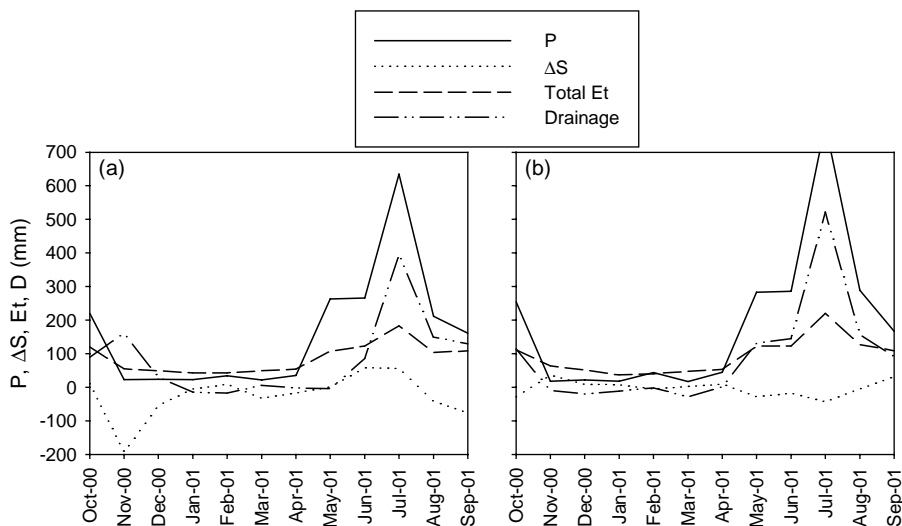 P
ΔS
Total Et
Drainage
(a)
(b)
P, ΔS, Et, D (mm)
700
600
500
400
300
200
100
0
-100
-200
Oct-00
Nov-00
Dec-00
Jan-01
Feb-01
Mar-01
Apr-01
May-01
Jun-01
Jul-01
Aug-01
Sep-01
Oct-00
Nov-00
Dec-00
Jan-01
Feb-01
Mar-01
Apr-01
May-01
Jun-01
Jul-01
Aug-01
Sep-01